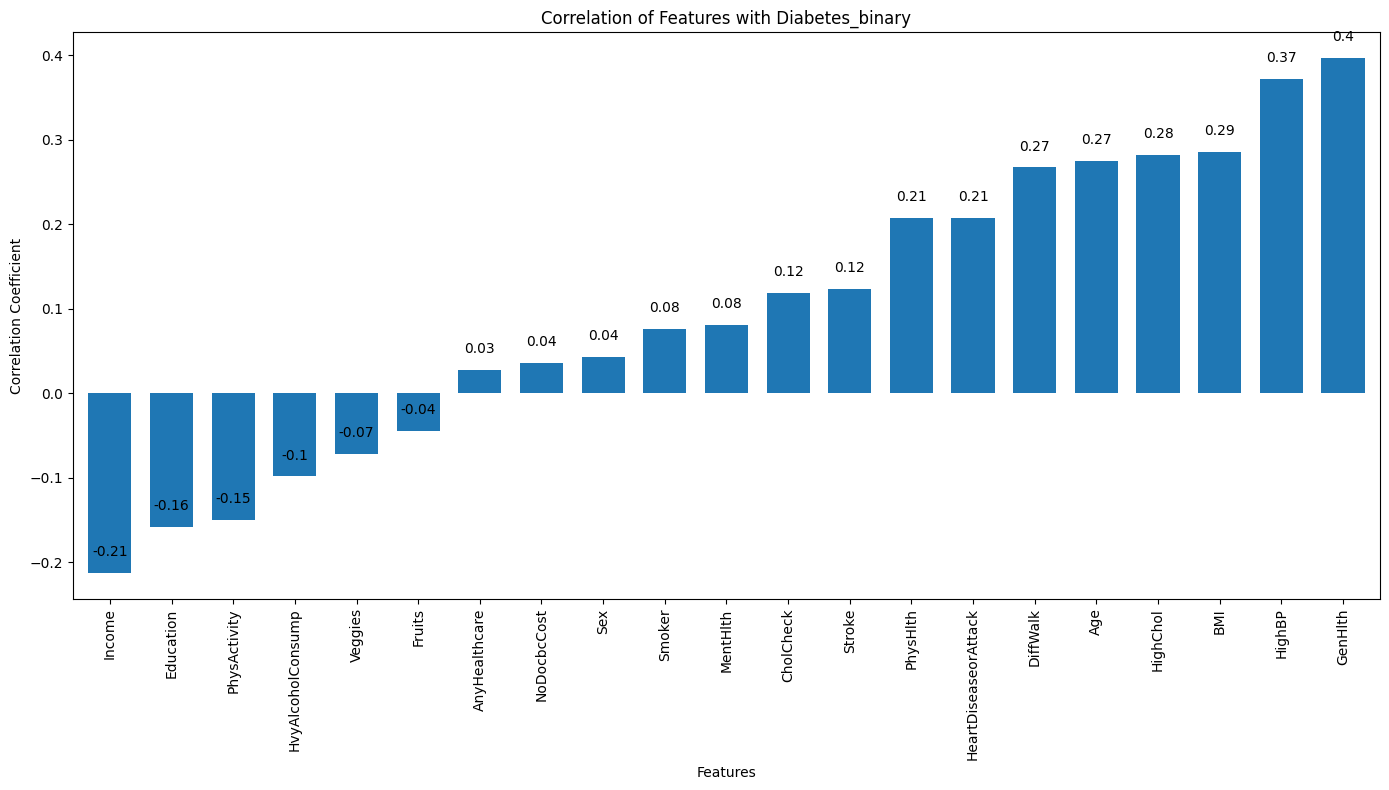 Correlation of Features with Diabetes_binary
Correlation Coefficient
0.4
0.3
0.2
0.1
0.0
−0.1
−0.2
-0.21
-0.16
-0.15
-0.1
-0.07
-0.04
0.03
0.04
0.04
0.08
0.08
0.12
0.12
0.21
0.21
0.27
0.27
0.28
0.29
0.37
0.4
Income
Education
PhysActivity
HvyAlcoholConsump
Veggies
Fruits
AnyHealthcare
NoDocbcCost
Sex
Smoker
MentHlth
CholCheck
Stroke
PhysHlth
HeartDiseaseorAttack
DiffWalk
Age
HighChol
BMI
HighBP
GenHlth
Features